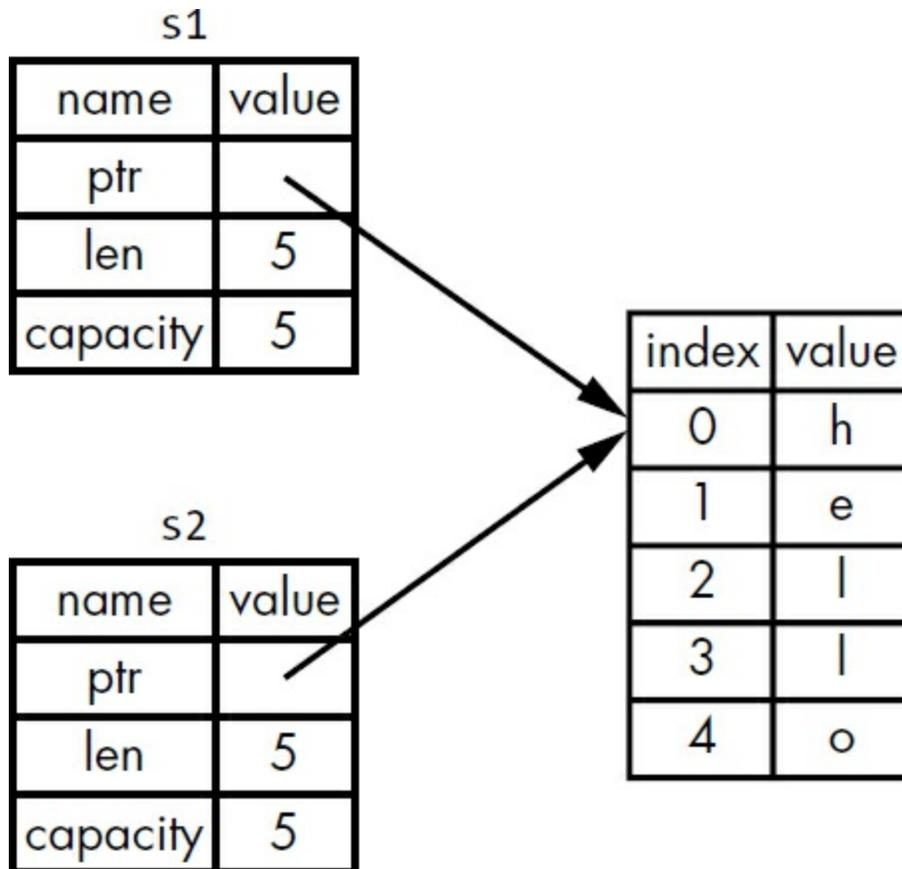 s1
name value
ptr
len 5
capacity 5
s2
name value
ptr
len 5
capacity 5
index value
0 h
1 e
2 l
3 l
4 o